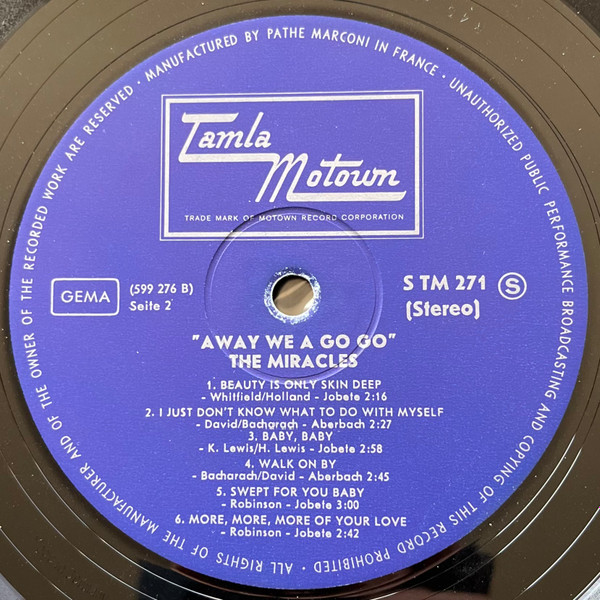 · MANUFACTURED BY PATHE MARCONI IN FRANCE · UNAUTHORIZED PUBLIC PERFORMANCE BROADCASTING AND COPYING OF THIS RECORD PROHIBITED · ALL RIGHTS OF THE MANUFACTURER AND OF THE OWNER OF THE RECORDED WORK ARE RESERVED
Tamla
Motown
TRADE MARK OF MOTOWN RECORD CORPORATION
GEMA
(599 276 B)
Seite 2
S TM 271 S
(Stereo)
"AWAY WE A GO GO"
THE MIRACLES
1. BEAUTY IS ONLY SKIN DEEP
- Whitfield/Holland - Jobete 2:16
2. I JUST DON'T KNOW WHAT TO DO WITH MYSELF
- David/Bacharach - Aberbach 2:27
3. BABY, BABY
- K. Lewis/H. Lewis - Jobete 2:58
4. WALK ON BY
- Bacharach/David - Aberbach 2:45
5. SWEPT FOR YOU BABY
- Robinson - Jobete 3:00
6. MORE, MORE, MORE OF YOUR LOVE
- Robinson - Jobete 2:42